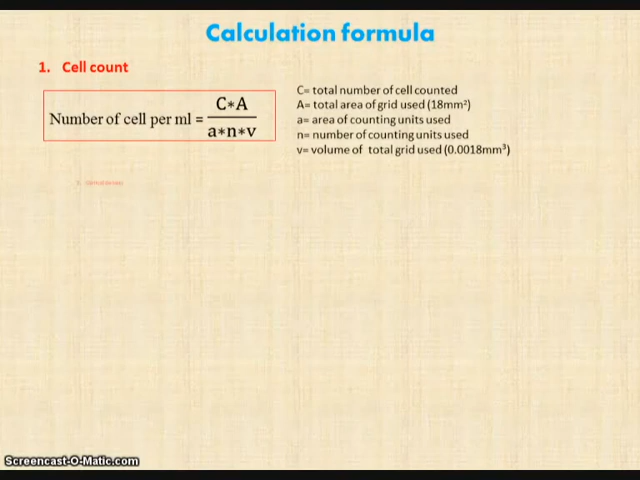 Calculation formula
1. Cell count
Number of cell per ml = C*A / a*n*v
C= total number of cell counted
A= total area of grid used (18mm²)
a= area of counting units used
n= number of counting units used
v= volume of total grid used (0.0018mm³)
Screencast-O-Matic.com